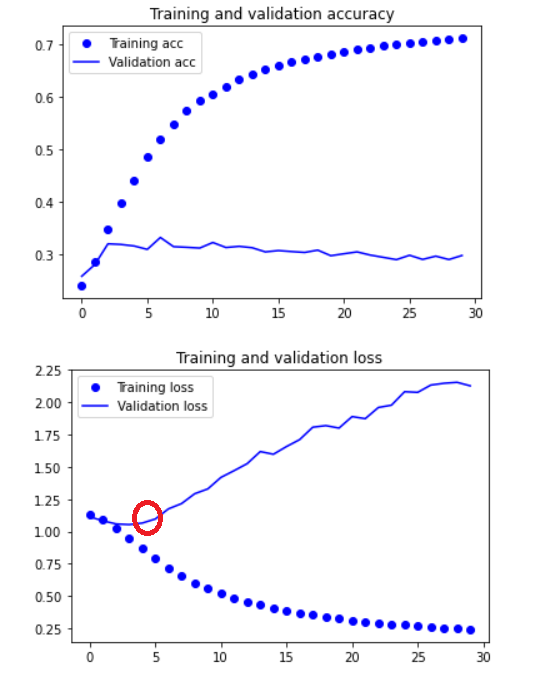 Training and validation accuracy
Training acc
Validation acc
0.7
0.6
0.5
0.4
0.3
0 5 10 15 20 25 30
Training and validation loss
Training loss
Validation loss
2.25
2.00
1.75
1.50
1.25
1.00
0.75
0.50
0.25
0 5 10 15 20 25 30